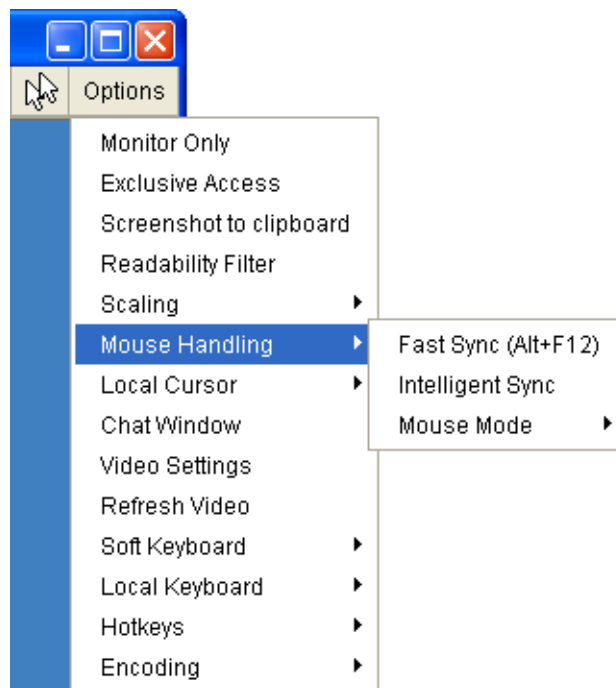 Options
Monitor Only
Exclusive Access
Screenshot to clipboard
Readability Filter
Scaling
Mouse Handling
Local Cursor
Chat Window
Video Settings
Refresh Video
Soft Keyboard
Local Keyboard
Hotkeys
Encoding
Fast Sync (Alt+F12)
Intelligent Sync
Mouse Mode